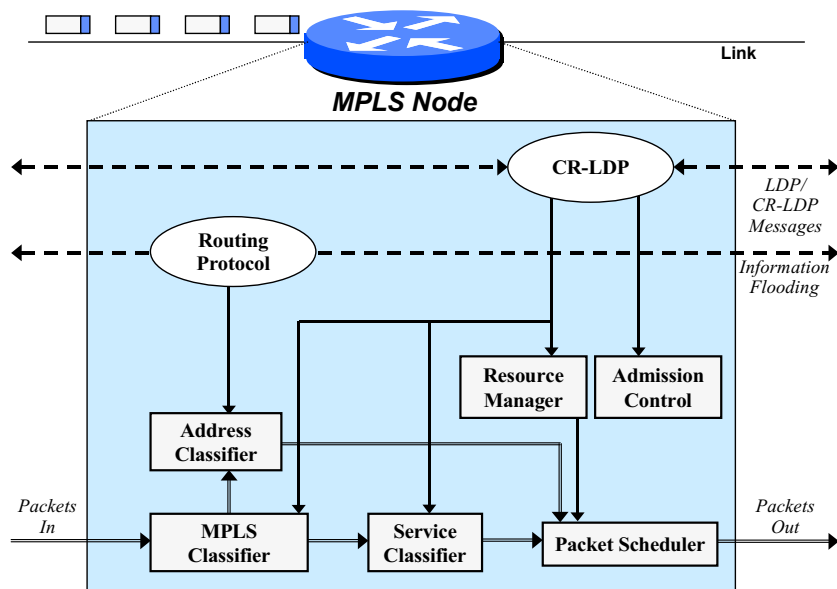 Link
MPLS Node
CR-LDP
LDP/
CR-LDP
Messages
Routing
Protocol
Information
Flooding
Resource
Manager
Admission
Control
Address
Classifier
Packets
In
MPLS
Classifier
Service
Classifier
Packet Scheduler
Packets
Out